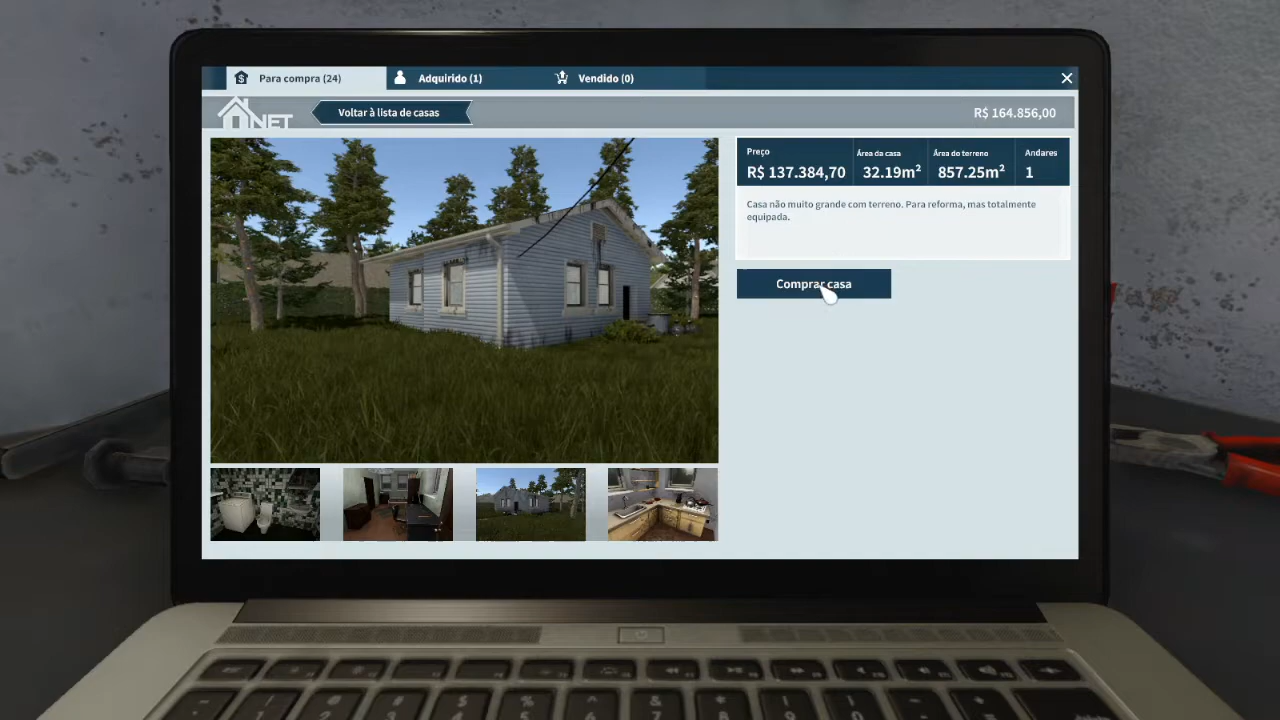 Para compra (24)
Adquirido (1)
Vendido (0)
NET
Voltar à lista de casas
R$ 164.856,00
Preço
R$ 137.384,70
Área da casa
32.19m²
Área do terreno
857.25m²
Andares
1
Casa não muito grande com terreno. Para reforma, mas totalmente
equipada.
Comprar casa